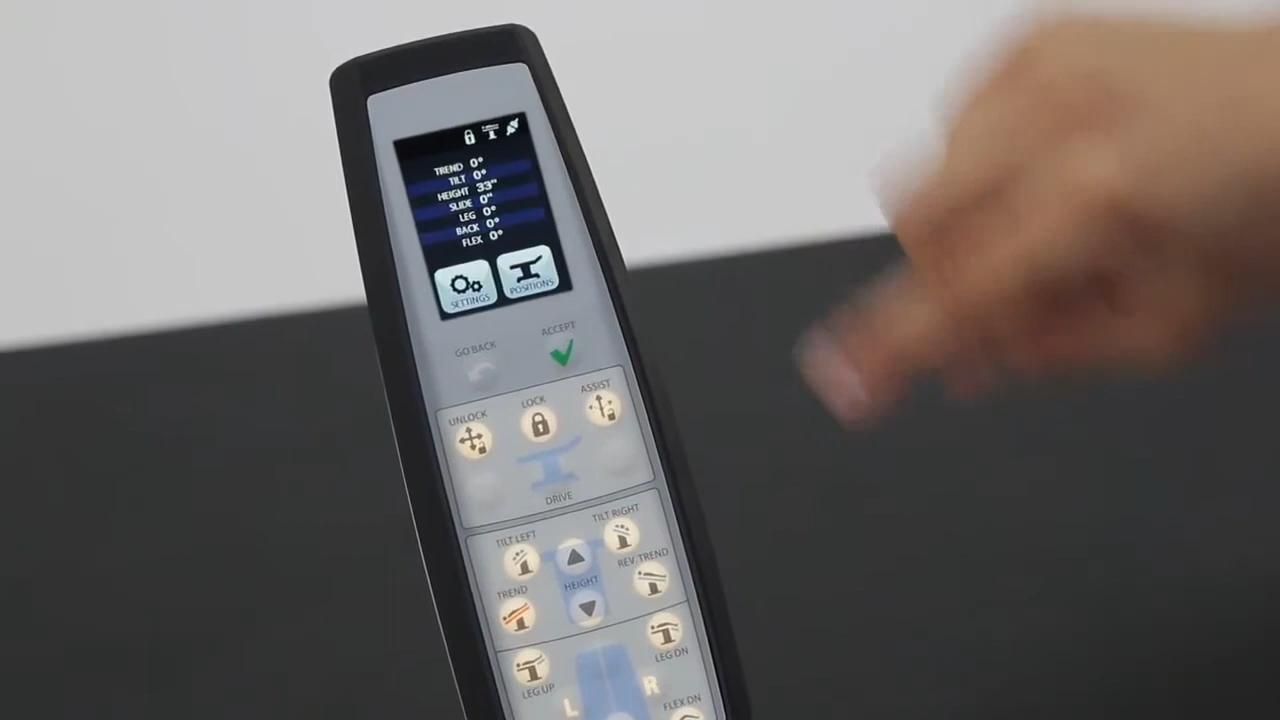 TREND 0°
TILT 0°
HEIGHT 33"
SLIDE 0"
LEG 0°
BACK 0°
FLEX 0°
SETTINGS POSITIONS
GO BACK ACCEPT
UNLOCK LOCK ASSIST
DRIVE
TILT LEFT TILT RIGHT
TREND HEIGHT REV. TREND
LEG UP LEG DN
L R
FLEX DN